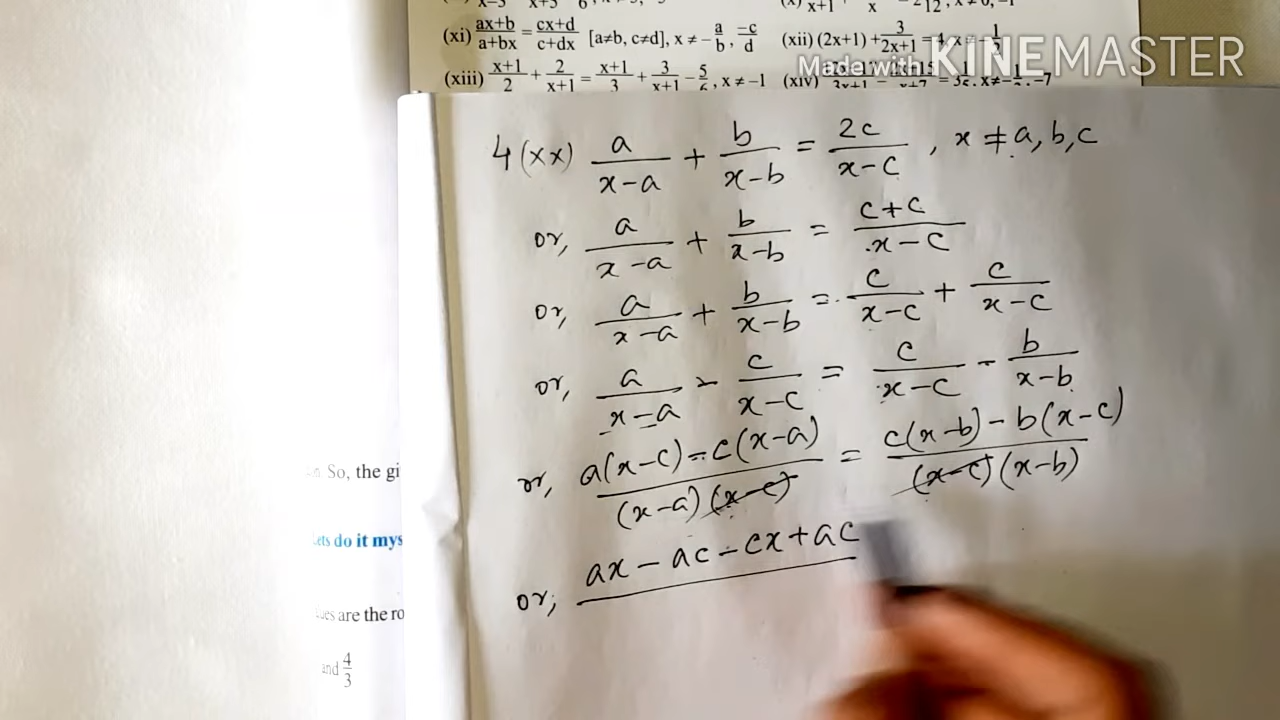 (xi) ax+b/a+bx = cx+d/c+dx [a≠b, c≠d], x ≠ -a/b, -c/d (xii) (2x+1) + 3/2x+1 = 4,
(xiii) x+1/2 + 2/x+1 = x+1/3 + 3/x+1 - 5/6, x ≠ -1 (xiv)
Made with KINEMASTER
4(xx) a/x-a + b/x-b = 2c/x-c, x ≠ a, b, c
or, a/x-a + b/x-b = c+c/x-c
or, a/x-a + b/x-b = c/x-c + c/x-c
or, a/x-a - c/x-c = c/x-c - b/x-b
or, a(x-c)-c(x-a)/(x-a)(x-c) = c(x-b)-b(x-c)/(x-c)(x-b)
or, ax-ac-cx+ac
So, the gi
do it mys
are the ro
and 4/3